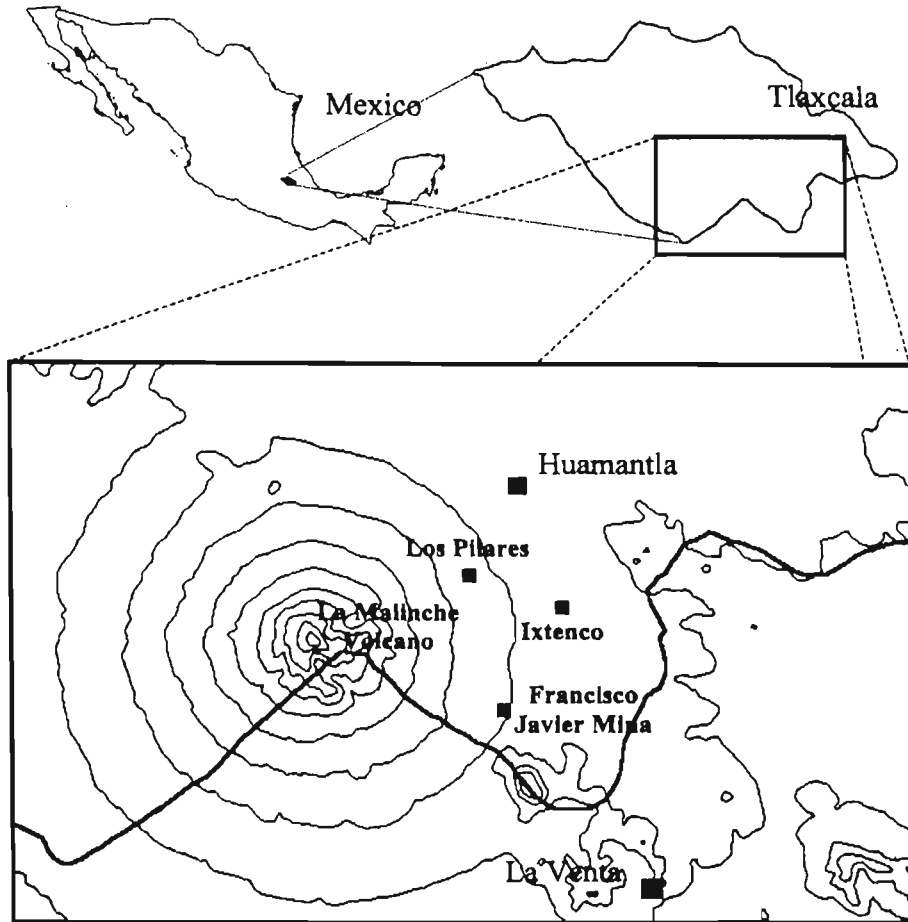 Mexico
Tlaxcala
Huamantla
Los Pilares
La Malinche
Volcano
Ixtenco
Francisco
Javier Mina
La Venta